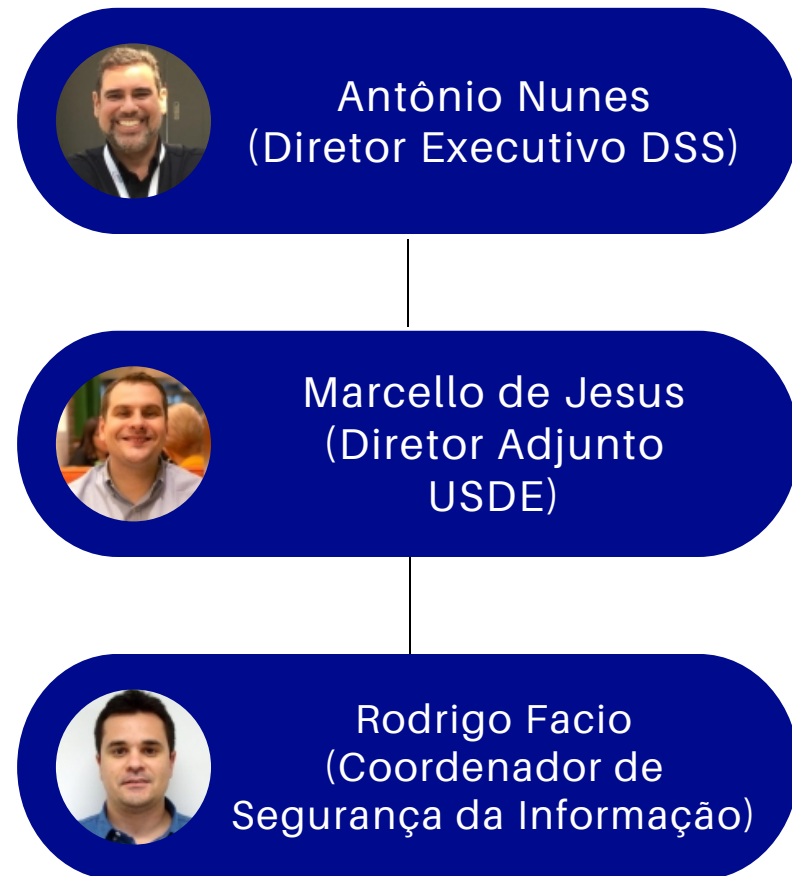 Antônio Nunes
(Diretor Executivo DSS)
Marcello de Jesus
(Diretor Adjunto
USDE)
Rodrigo Facio
(Coordenador de
Segurança da Informação)